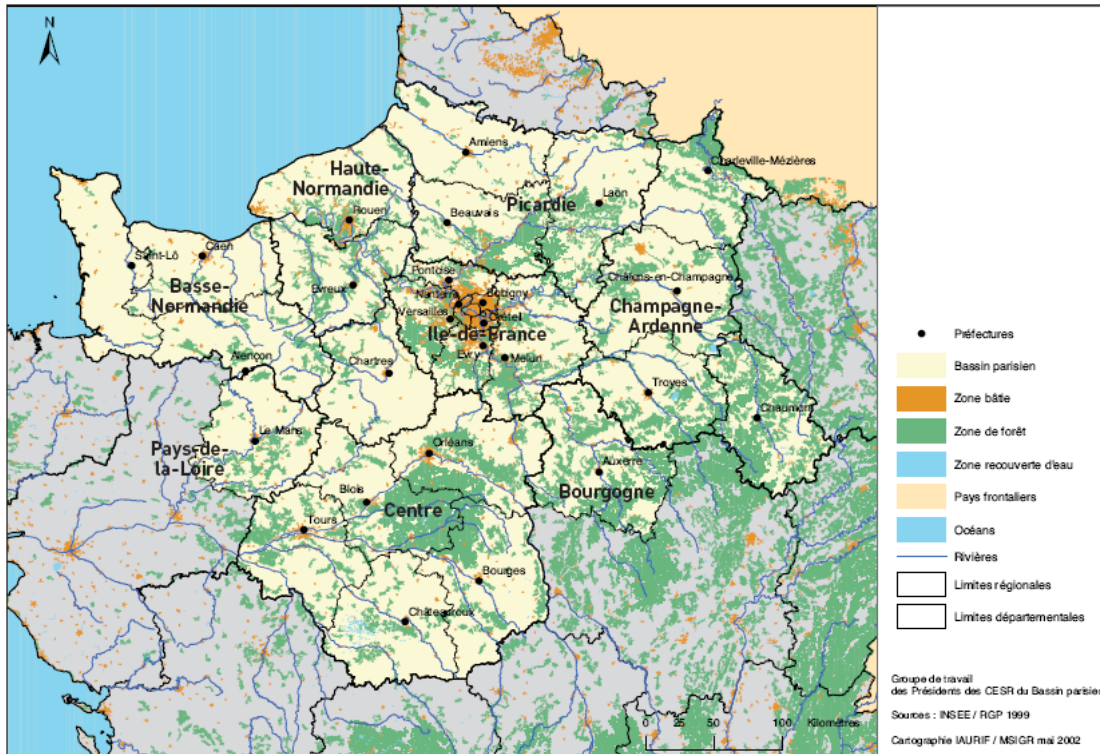 N
Amiens
Charleville-Mézières
Haute-
Normandie
Laon
Picardie
Rouen
Beauvais
Caen
Saint-Lô
Pontoise
Châlons-en-Champagne
Basse-
Normandie
Evreux
Nanterre
Bobigny
Versailles
Créteil
Champagne-
Ardenne
Ile-de-France
Evry
Melun
Alençon
Chartres
Troyes
Chaumont
Le Mans
Orléans
Pays-de-
la-Loire
Auxerre
Blois
Bourgogne
Centre
Tours
Bourges
Châteauroux
Préfectures
Bassin parisien
Zone bâtie
Zone de forêt
Zone recouverte d'eau
Pays frontaliers
Océans
Rivières
Limites régionales
Limites départementales
0 25 50 100 Kilomètres
Groupe de travail
des Présidents des CESR du Bassin parisien
Sources : INSEE / RGP 1999
Cartographie IAURIF / MSIGR mai 2002